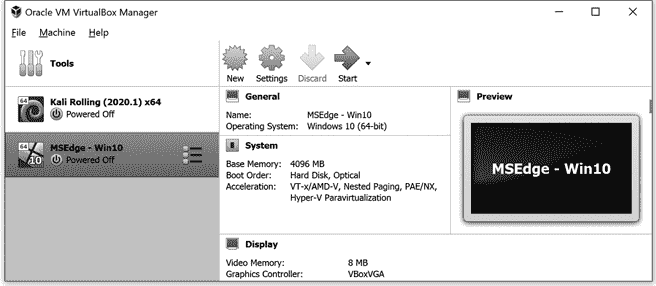 Oracle VM VirtualBox Manager
File Machine Help
Tools
New Settings Discard Start
64
Kali Rolling (2020.1) x64
Powered Off
64
10
MSEdge - Win10
Powered Off
General
Name: MSEdge - Win10
Operating System: Windows 10 (64-bit)
System
Base Memory: 4096 MB
Boot Order: Hard Disk, Optical
Acceleration: VT-x/AMD-V, Nested Paging, PAE/NX,
Hyper-V Paravirtualization
Display
Video Memory: 8 MB
Graphics Controller: VBoxVGA
Preview
MSEdge - Win10